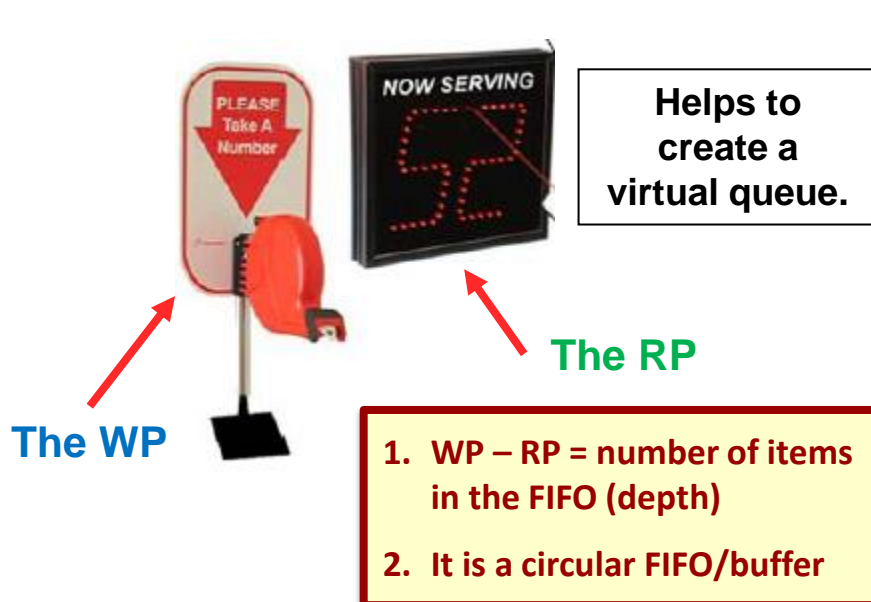 PLEASE
Take A
Number
NOW SERVING
52
Helps to
create a
virtual queue.
The RP
The WP
1. WP – RP = number of items
in the FIFO (depth)
2. It is a circular FIFO/buffer